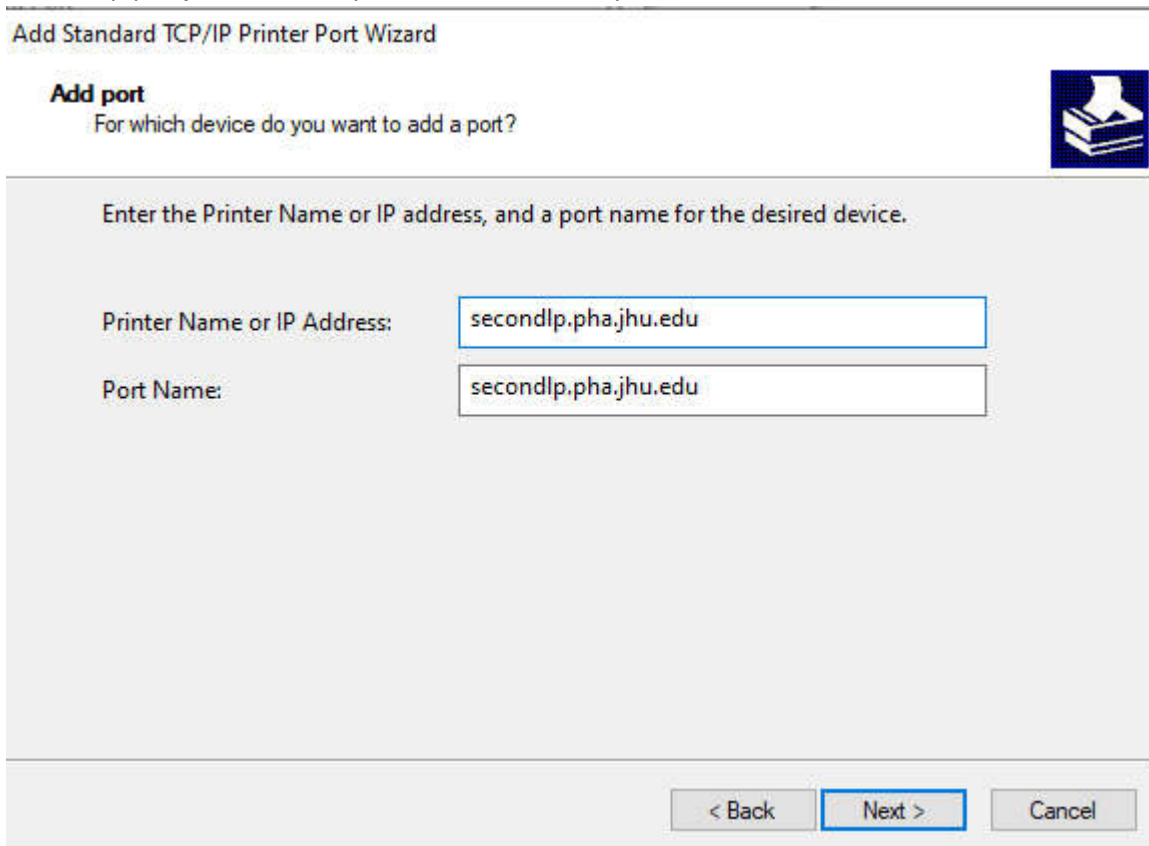 Add Standard TCP/IP Printer Port Wizard
Add port
For which device do you want to add a port?
Enter the Printer Name or IP address, and a port name for the desired device.
Printer Name or IP Address: secondlp.pha.jhu.edu
Port Name: secondlp.pha.jhu.edu
< Back Next > Cancel